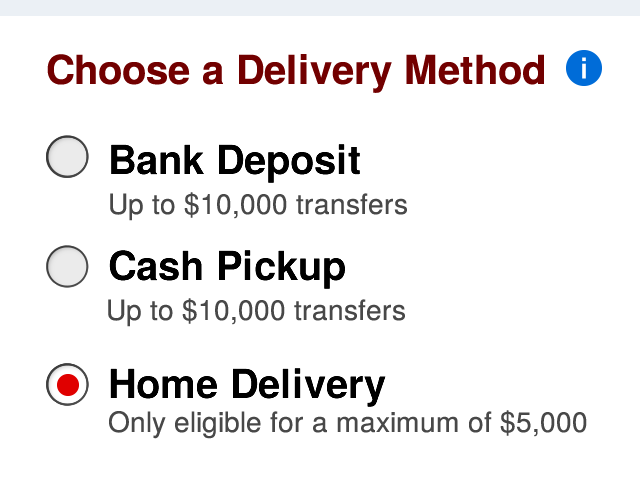 Choose a Delivery Method i
Bank Deposit
Up to $10,000 transfers
Cash Pickup
Up to $10,000 transfers
Home Delivery
Only eligible for a maximum of $5,000